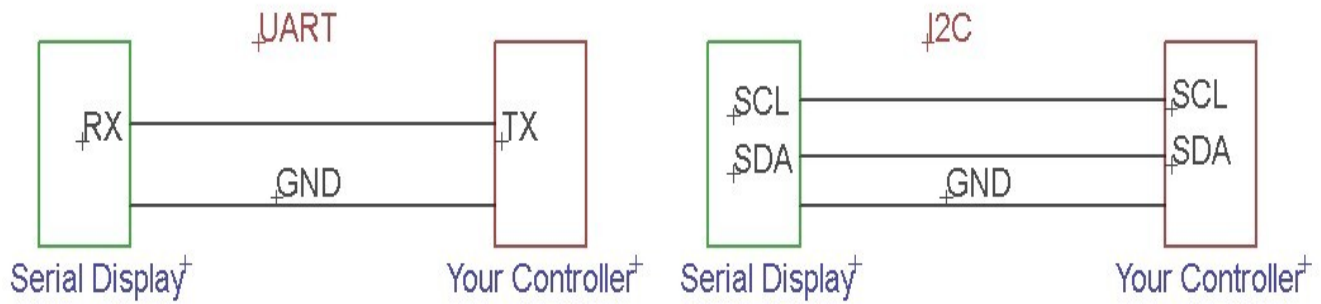 UART
RX
TX
GND
Serial Display
Your Controller
I2C
SCL
SCL
SDA
SDA
GND
Serial Display
Your Controller